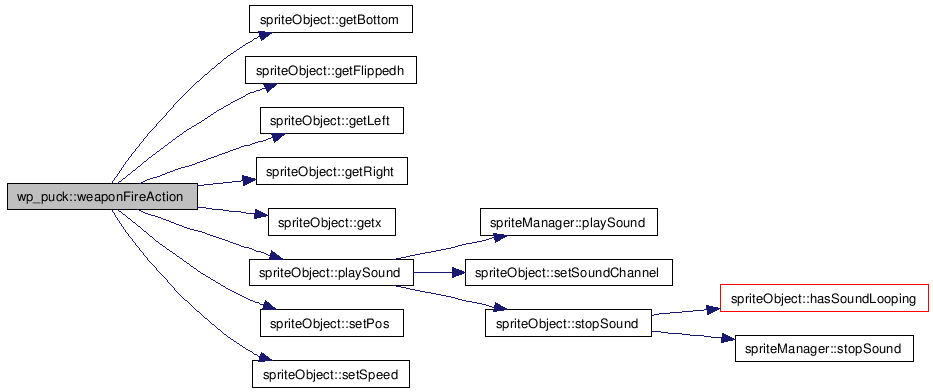 spriteObject::getBottom
spriteObject::getFlippedh
spriteObject::getLeft
spriteObject::getRight
wp_puck::weaponFireAction
spriteObject::getx
spriteManager::playSound
spriteObject::playSound
spriteObject::setSoundChannel
spriteObject::hasSoundLooping
spriteObject::setPos
spriteObject::stopSound
spriteManager::stopSound
spriteObject::setSpeed